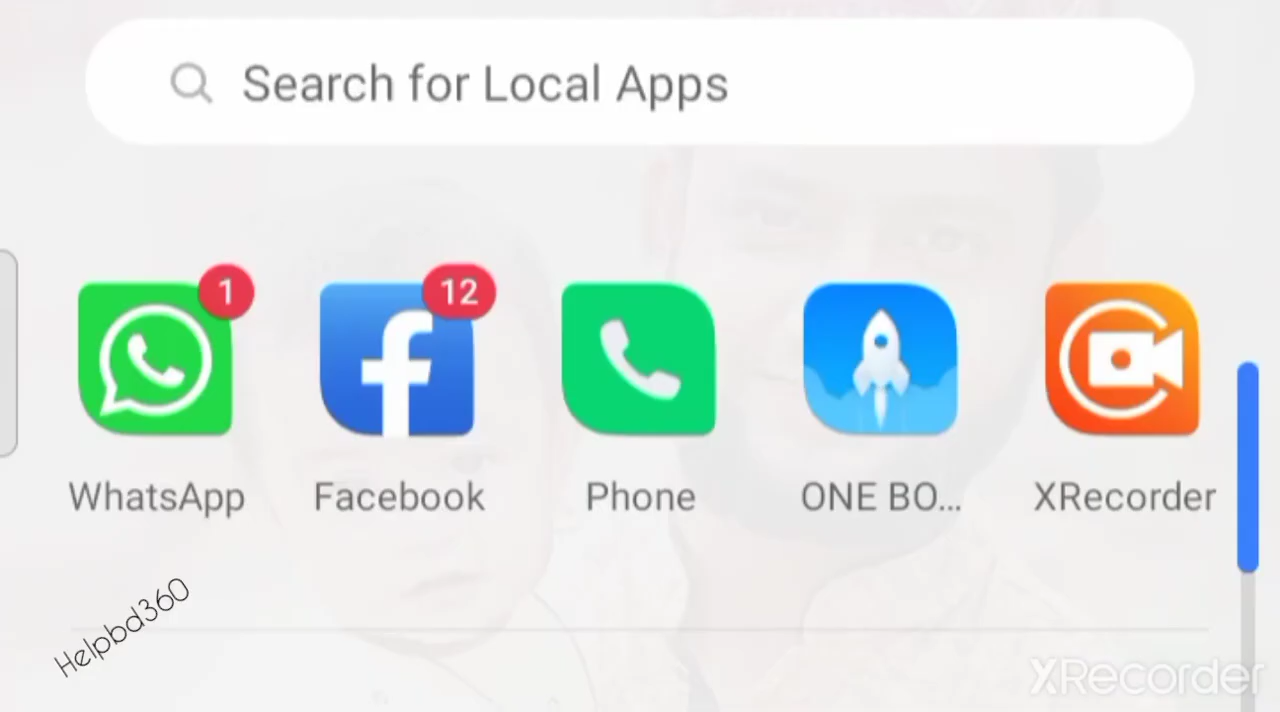 Search for Local Apps
1
12
WhatsApp
Facebook
Phone
ONE BO...
XRecorder
Helpbd360
XRecorder